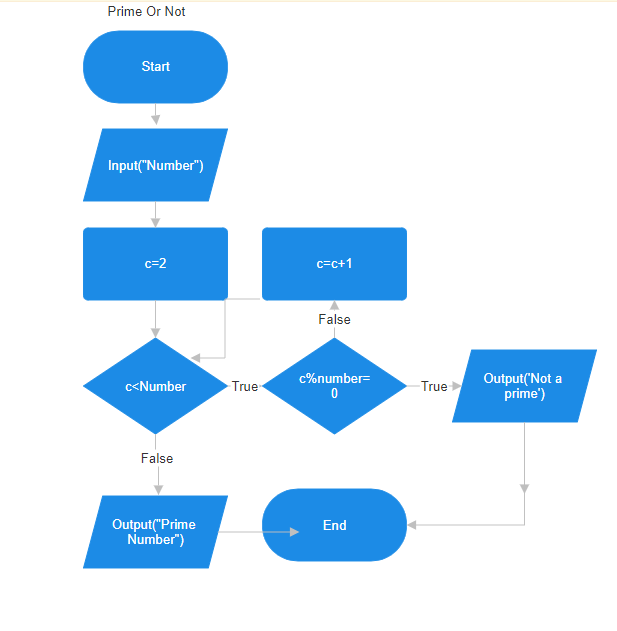 Prime Or Not
Start
Input("Number")
c=2
c=c+1
False
c<Number
True
c%number=
0
True
Output('Not a
prime')
False
Output("Prime
Number")
End